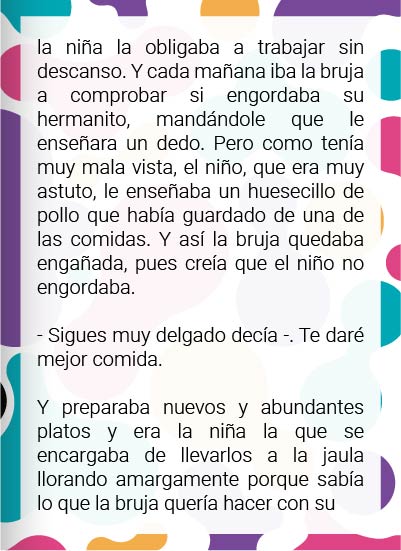 la niña la obligaba a trabajar sin
descanso. Y cada mañana iba la bruja
a comprobar si engordaba su
hermanito, mandándole que le
enseñara un dedo. Pero como tenía
muy mala vista, el niño, que era muy
astuto, le enseñaba un huesecillo de
pollo que había guardado de una de
las comidas. Y así la bruja quedaba
engañada, pues creía que el niño no
engordaba.
- Sigues muy delgado decía -. Te daré
mejor comida.
Y preparaba nuevos y abundantes
platos y era la niña la que se
encargaba de llevarlos a la jaula
llorando amargamente porque sabía
lo que la bruja quería hacer con su